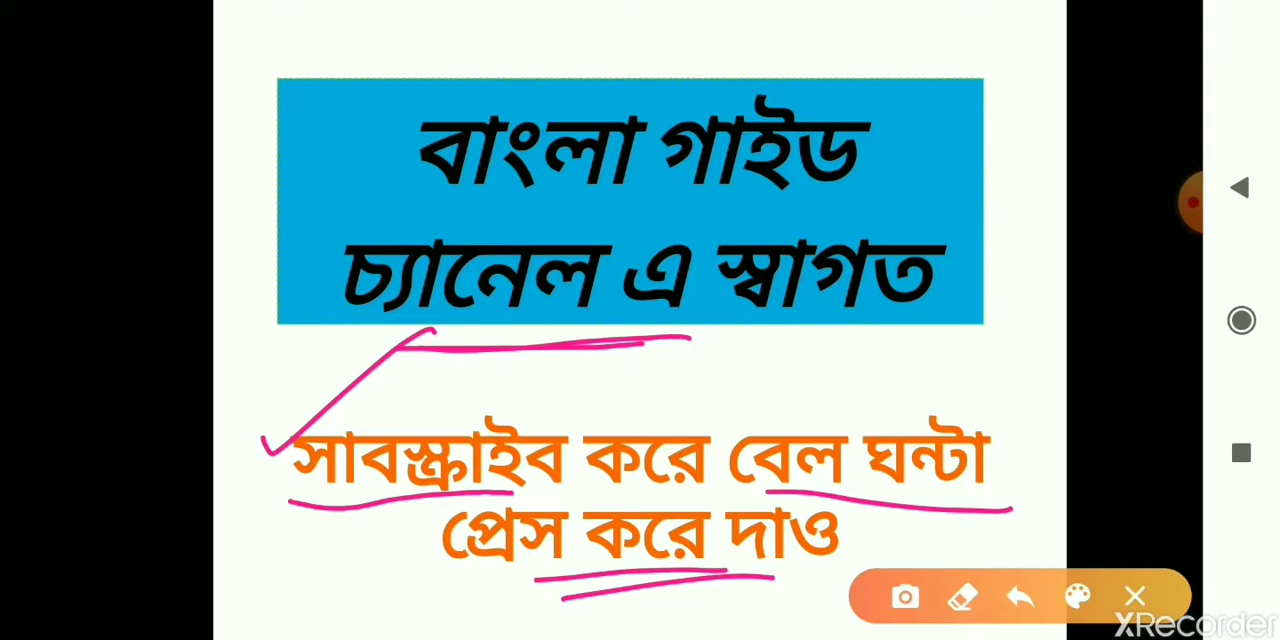 বাংলা গাইড
চ্যানেল এ স্বাগত
সাবস্ক্রাইব করে বেল ঘন্টা
প্রেস করে দাও
XRecorder